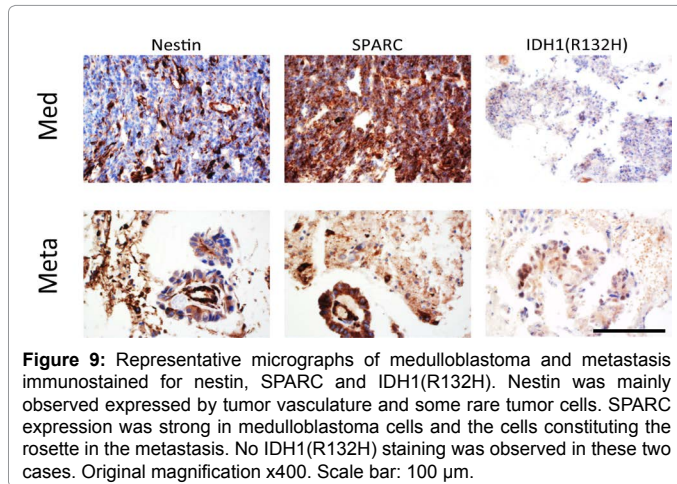 Nestin SPARC IDH1(R132H)
Med
Meta
Figure 9: Representative micrographs of medulloblastoma and metastasis
immunostained for nestin, SPARC and IDH1(R132H). Nestin was mainly
observed expressed by tumor vasculature and some rare tumor cells. SPARC
expression was strong in medulloblastoma cells and the cells constituting the
rosette in the metastasis. No IDH1(R132H) staining was observed in these two
cases. Original magnification x400. Scale bar: 100 μm.